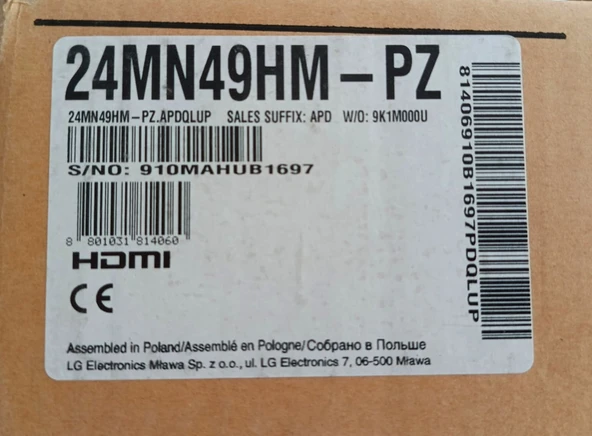 24MN49HM – PZ
24MN49HM–PZ.APDQLUP SALES SUFFIX: APD W/O: 9K1M000U
S/NO: 910MAHUB1697
8 801031 814060
HDMI
CE
Assembled in Poland/Assemblé en Pologne/Собрано в Польше
LG Electronics Mława Sp. z o.o., ul. LG Electronics 7, 06-500 Mława
81406910B1697PDQLUP